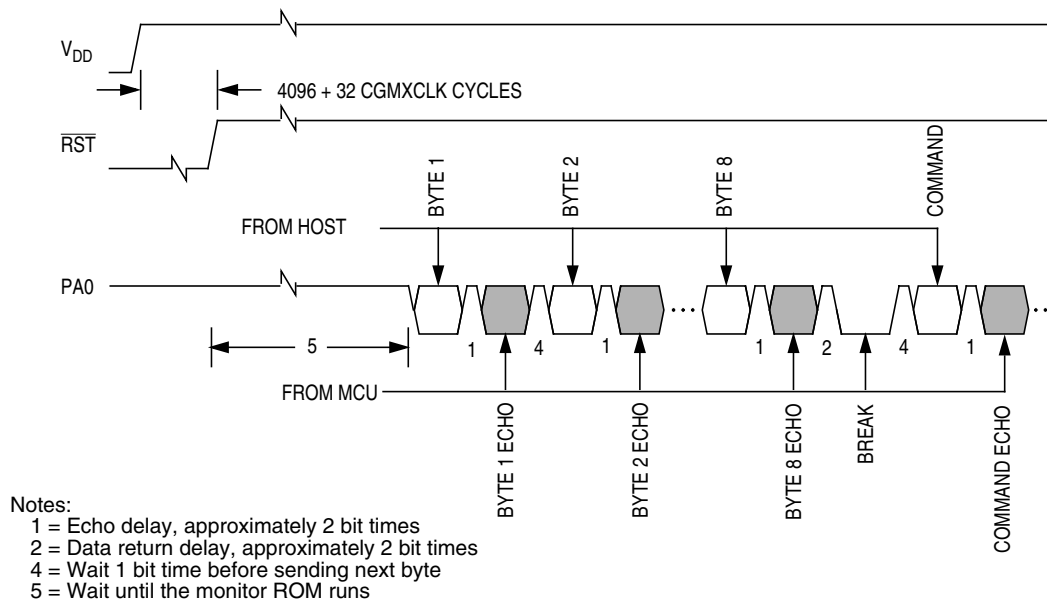 VDD
4096 + 32 CGMXCLK CYCLES
RST
BYTE 1
BYTE 2
BYTE 8
COMMAND
FROM HOST
PA0
1
4
1
1
2
4
1
5
FROM MCU
BYTE 1 ECHO
BYTE 2 ECHO
BYTE 8 ECHO
BREAK
COMMAND ECHO
Notes:
1 = Echo delay, approximately 2 bit times
2 = Data return delay, approximately 2 bit times
4 = Wait 1 bit time before sending next byte
5 = Wait until the monitor ROM runs